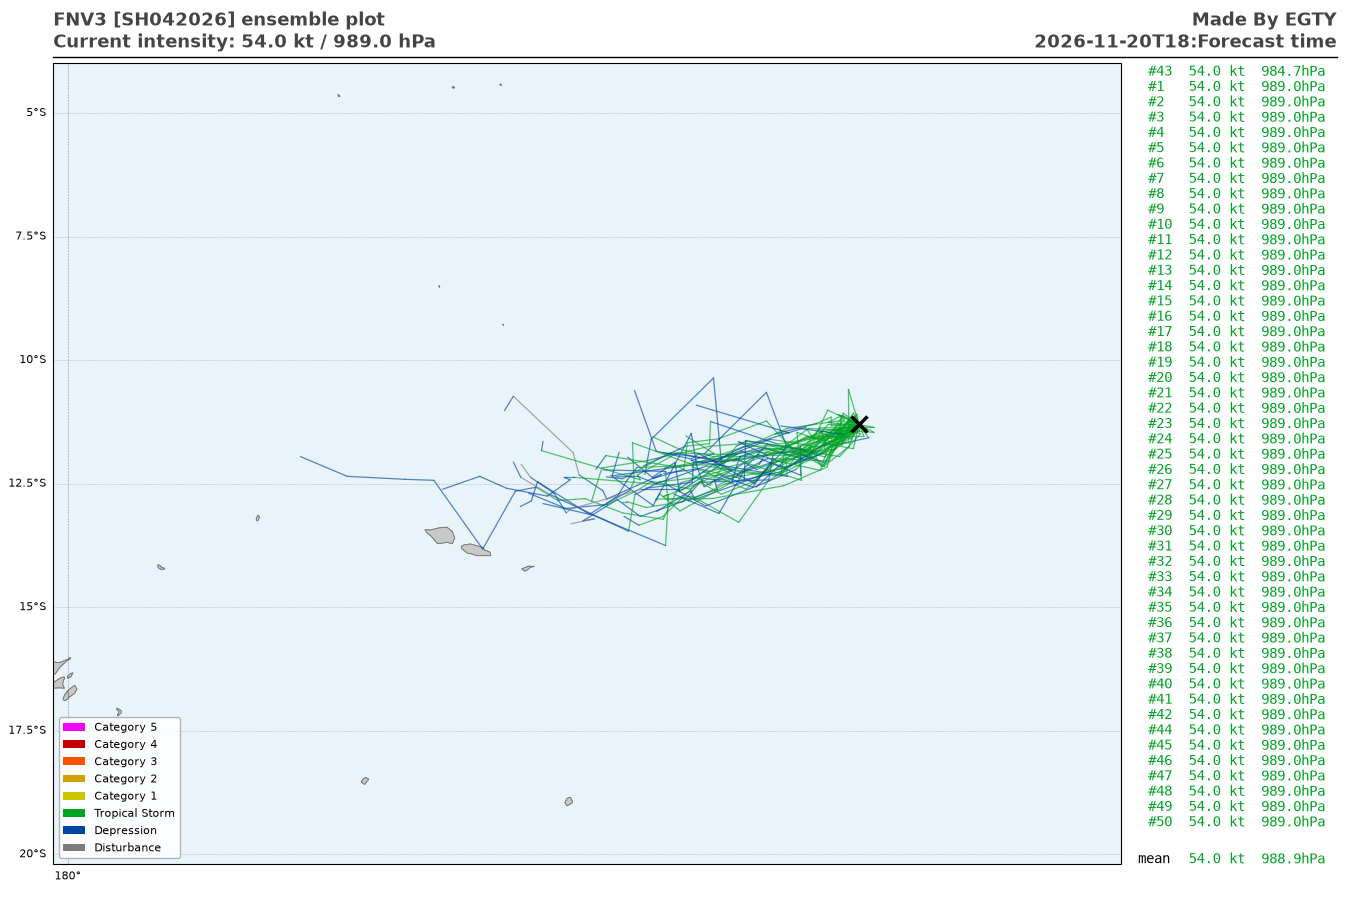 FNV3 [SH042026] ensemble plot
Current intensity: 54.0 kt / 989.0 hPa
Made By EGTY
2026-11-20T18:Forecast time
5°S
7.5°S
10°S
12.5°S
15°S
17.5°S
20°S
180°
Category 5
Category 4
Category 3
Category 2
Category 1
Tropical Storm
Depression
Disturbance
#43 54.0 kt 984.7hPa
#1 54.0 kt 989.0hPa
#2 54.0 kt 989.0hPa
#3 54.0 kt 989.0hPa
#4 54.0 kt 989.0hPa
#5 54.0 kt 989.0hPa
#6 54.0 kt 989.0hPa
#7 54.0 kt 989.0hPa
#8 54.0 kt 989.0hPa
#9 54.0 kt 989.0hPa
#10 54.0 kt 989.0hPa
#11 54.0 kt 989.0hPa
#12 54.0 kt 989.0hPa
#13 54.0 kt 989.0hPa
#14 54.0 kt 989.0hPa
#15 54.0 kt 989.0hPa
#16 54.0 kt 989.0hPa
#17 54.0 kt 989.0hPa
#18 54.0 kt 989.0hPa
#19 54.0 kt 989.0hPa
#20 54.0 kt 989.0hPa
#21 54.0 kt 989.0hPa
#22 54.0 kt 989.0hPa
#23 54.0 kt 989.0hPa
#24 54.0 kt 989.0hPa
#25 54.0 kt 989.0hPa
#26 54.0 kt 989.0hPa
#27 54.0 kt 989.0hPa
#28 54.0 kt 989.0hPa
#29 54.0 kt 989.0hPa
#30 54.0 kt 989.0hPa
#31 54.0 kt 989.0hPa
#32 54.0 kt 989.0hPa
#33 54.0 kt 989.0hPa
#34 54.0 kt 989.0hPa
#35 54.0 kt 989.0hPa
#36 54.0 kt 989.0hPa
#37 54.0 kt 989.0hPa
#38 54.0 kt 989.0hPa
#39 54.0 kt 989.0hPa
#40 54.0 kt 989.0hPa
#41 54.0 kt 989.0hPa
#42 54.0 kt 989.0hPa
#44 54.0 kt 989.0hPa
#45 54.0 kt 989.0hPa
#46 54.0 kt 989.0hPa
#47 54.0 kt 989.0hPa
#48 54.0 kt 989.0hPa
#49 54.0 kt 989.0hPa
#50 54.0 kt 989.0hPa
mean 54.0 kt 988.9hPa